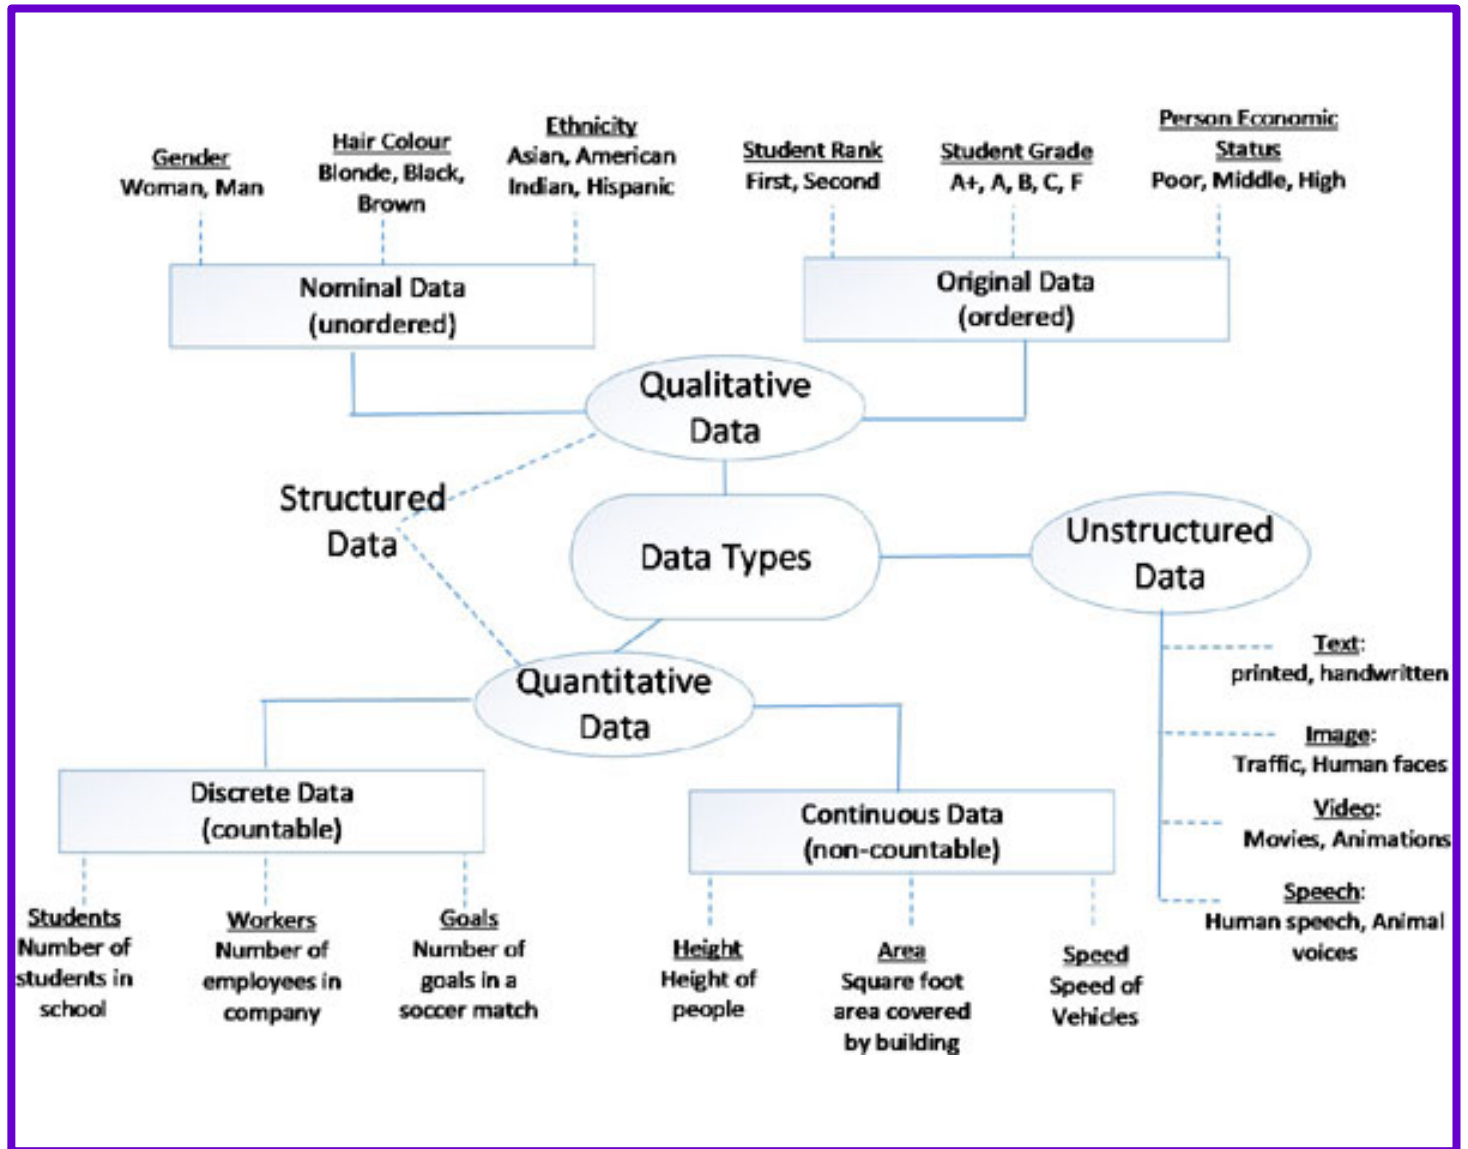 Gender
Woman, Man
Hair Colour
Blonde, Black,
Brown
Ethnicity
Asian, American
Indian, Hispanic
Student Rank
First, Second
Student Grade
A+, A, B, C, F
Person Economic
Status
Poor, Middle, High
Nominal Data
(unordered)
Original Data
(ordered)
Qualitative
Data
Structured
Data
Data Types
Unstructured
Data
Text:
printed, handwritten
Image:
Traffic, Human faces
Video:
Movies, Animations
Speech:
Human speech, Animal
voices
Quantitative
Data
Discrete Data
(countable)
Continuous Data
(non-countable)
Students
Number of
students in
school
Workers
Number of
employees in
company
Goals
Number of
goals in a
soccer match
Height
Height of
people
Area
Square foot
area covered
by building
Speed
Speed of
Vehicles